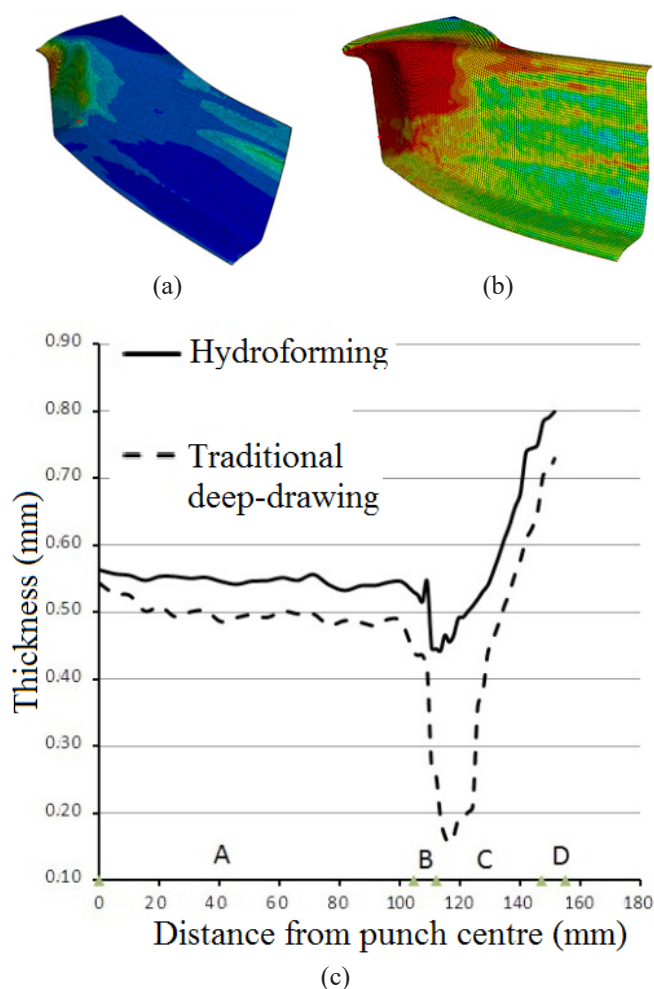 (a)
(b)
0.90
0.80
0.70
0.60
0.50
0.40
0.30
0.20
0.10
Thickness (mm)
Hydroforming
Traditional
deep-drawing
A
B
C
D
0 20 40 60 80 100 120 140 160 180
Distance from punch centre (mm)
(c)